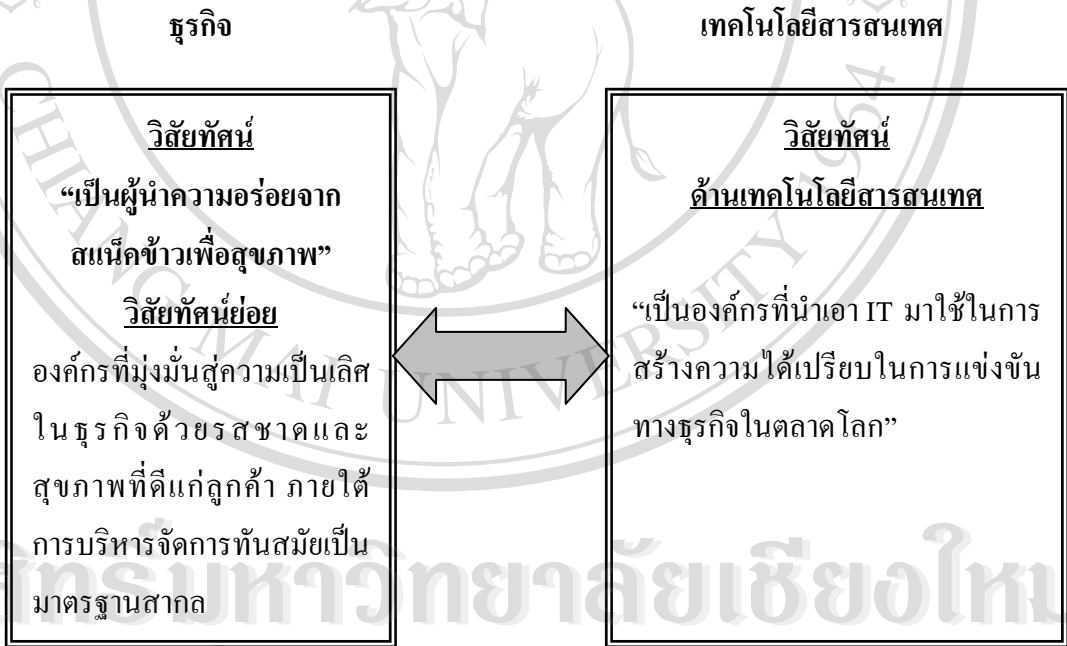 ธุรกิจ
เทคโนโลยีสารสนเทศ
วิสัยทัศน์
“เป็นผู้นำความอร่อยจาก
สแน็คข้าวเพื่อสุขภาพ”
วิสัยทัศน์ย่อย
องค์กรที่มุ่งมั่นสู่ความเป็นเลิศ
ในธุรกิจด้วยรสชาดและ
สุขภาพที่ดีแก่ลูกค้า ภายใต้
การบริหารจัดการทันสมัยเป็น
มาตรฐานสากล
วิสัยทัศน์
ด้านเทคโนโลยีสารสนเทศ
“เป็นองค์กรที่นำเอา IT มาใช้ในการ
สร้างความได้เปรียบในการแข่งขัน
ทางธุรกิจในตลาดโลก”
CHIANG MAI UNIVERSITY 1964